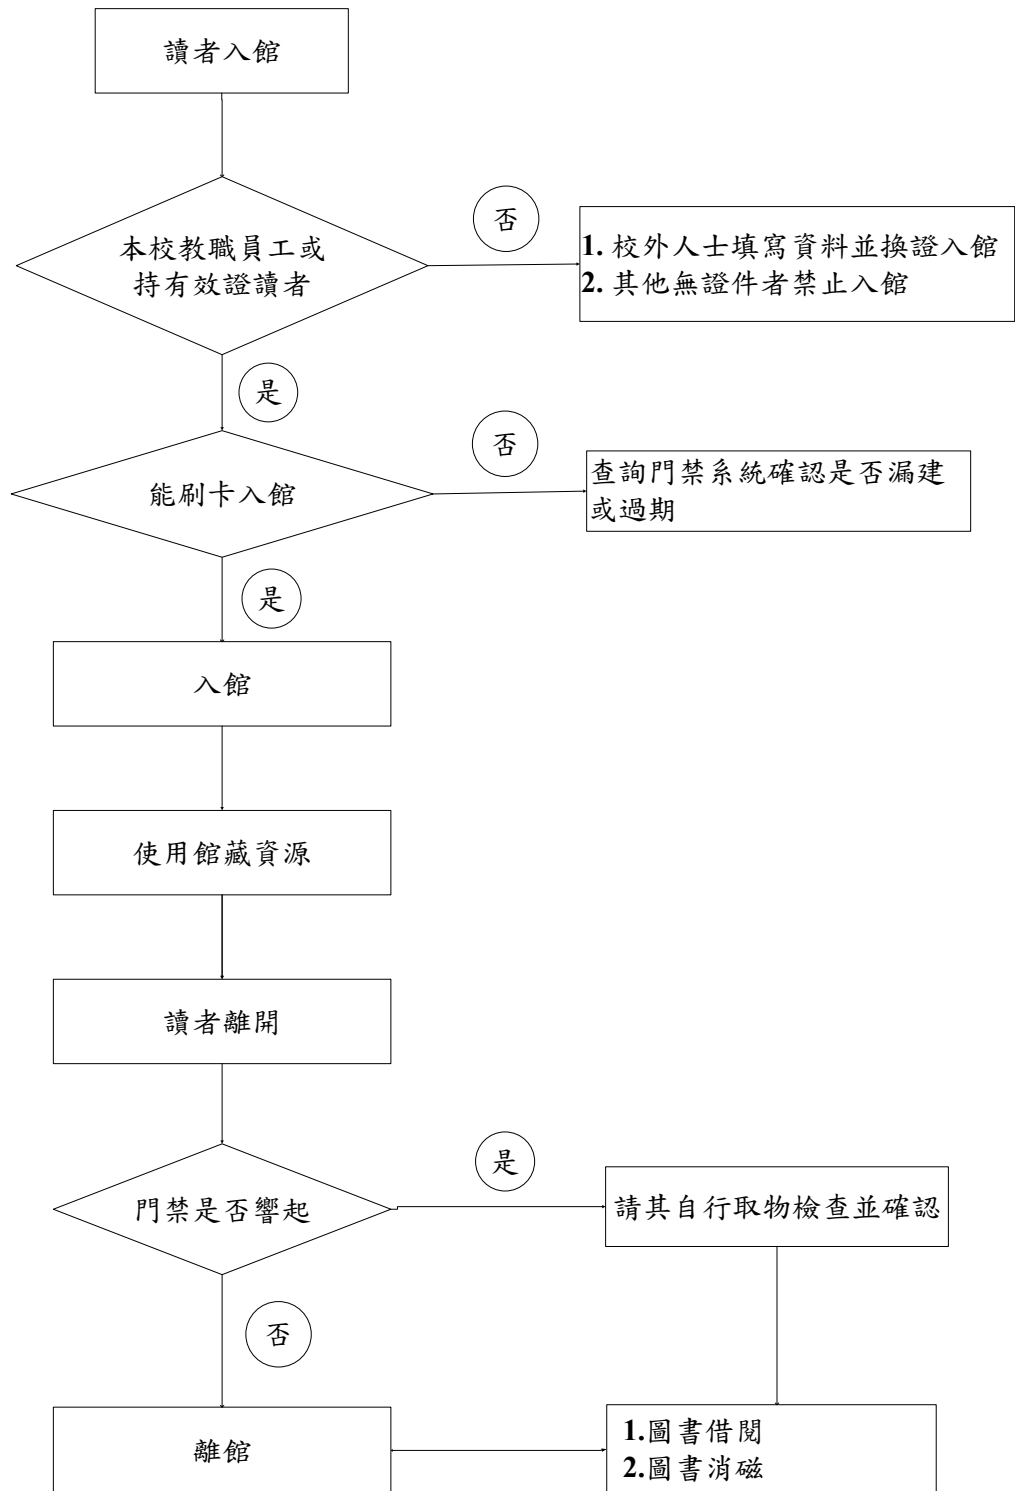 讀者入館
否
本校教職員工或
持有效證讀者
1. 校外人士填寫資料並換證入館
2. 其他無證件者禁止入館
是
否
能刷卡入館
查詢門禁系統確認是否漏建
或過期
是
入館
使用館藏資源
讀者離開
是
門禁是否響起
請其自行取物檢查並確認
否
離館
1.圖書借閱
2.圖書消磁